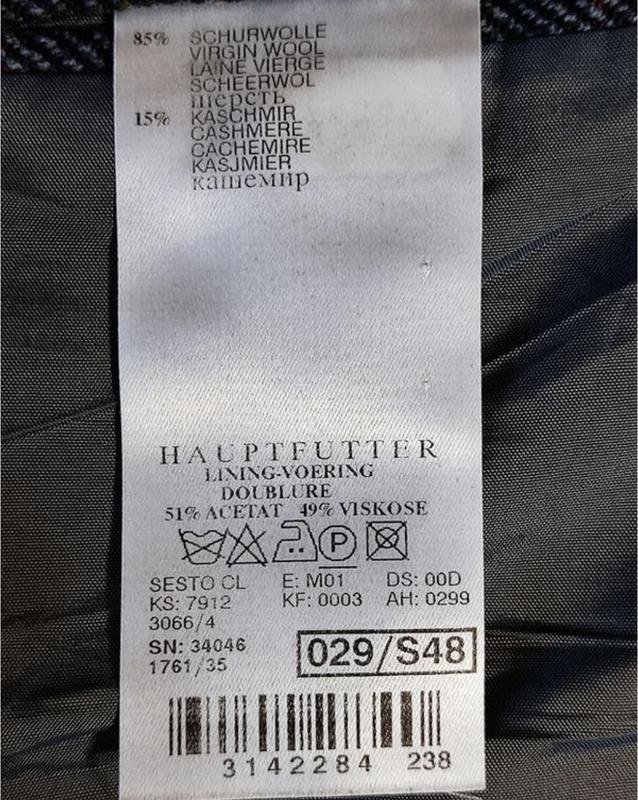 85% SCHURWOLLE
VIRGIN WOOL
LAINE VIERGE
SCHEERWOL
шерсть
15% KASCHMIR
CASHMERE
CACHEMIRE
KASJMIER
кашемир
HAUPTFUTTER
LINING-VOERING
DOUBLURE
51% ACETAT 49% VISKOSE
P
SESTO CL E: M01 DS: 00D
KS: 7912 KF: 0003 AH: 0299
3066/4
SN: 34046
1761/35
029/S48
3142284 238